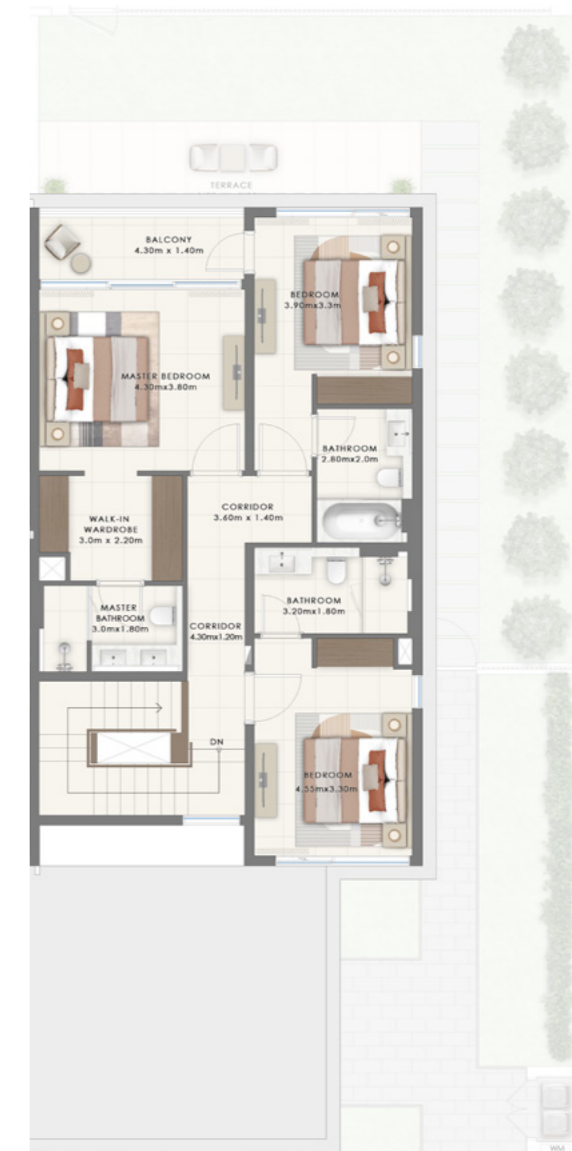 TERRACE
BALCONY
4.30m x 1.40m
BEDROOM
3.90mx3.3m
MASTER BEDROOM
4.30mx3.80m
BATHROOM
2.80mx2.0m
CORRIDOR
3.60m x 1.40m
WALK-IN
WARDROBE
3.0m x 2.20m
BATHROOM
3.20mx1.80m
MASTER
BATHROOM
3.0mx1.80m
CORRIDOR
4.30mx1.20m
DN
BEDROOM
4.55mx3.30m
WM